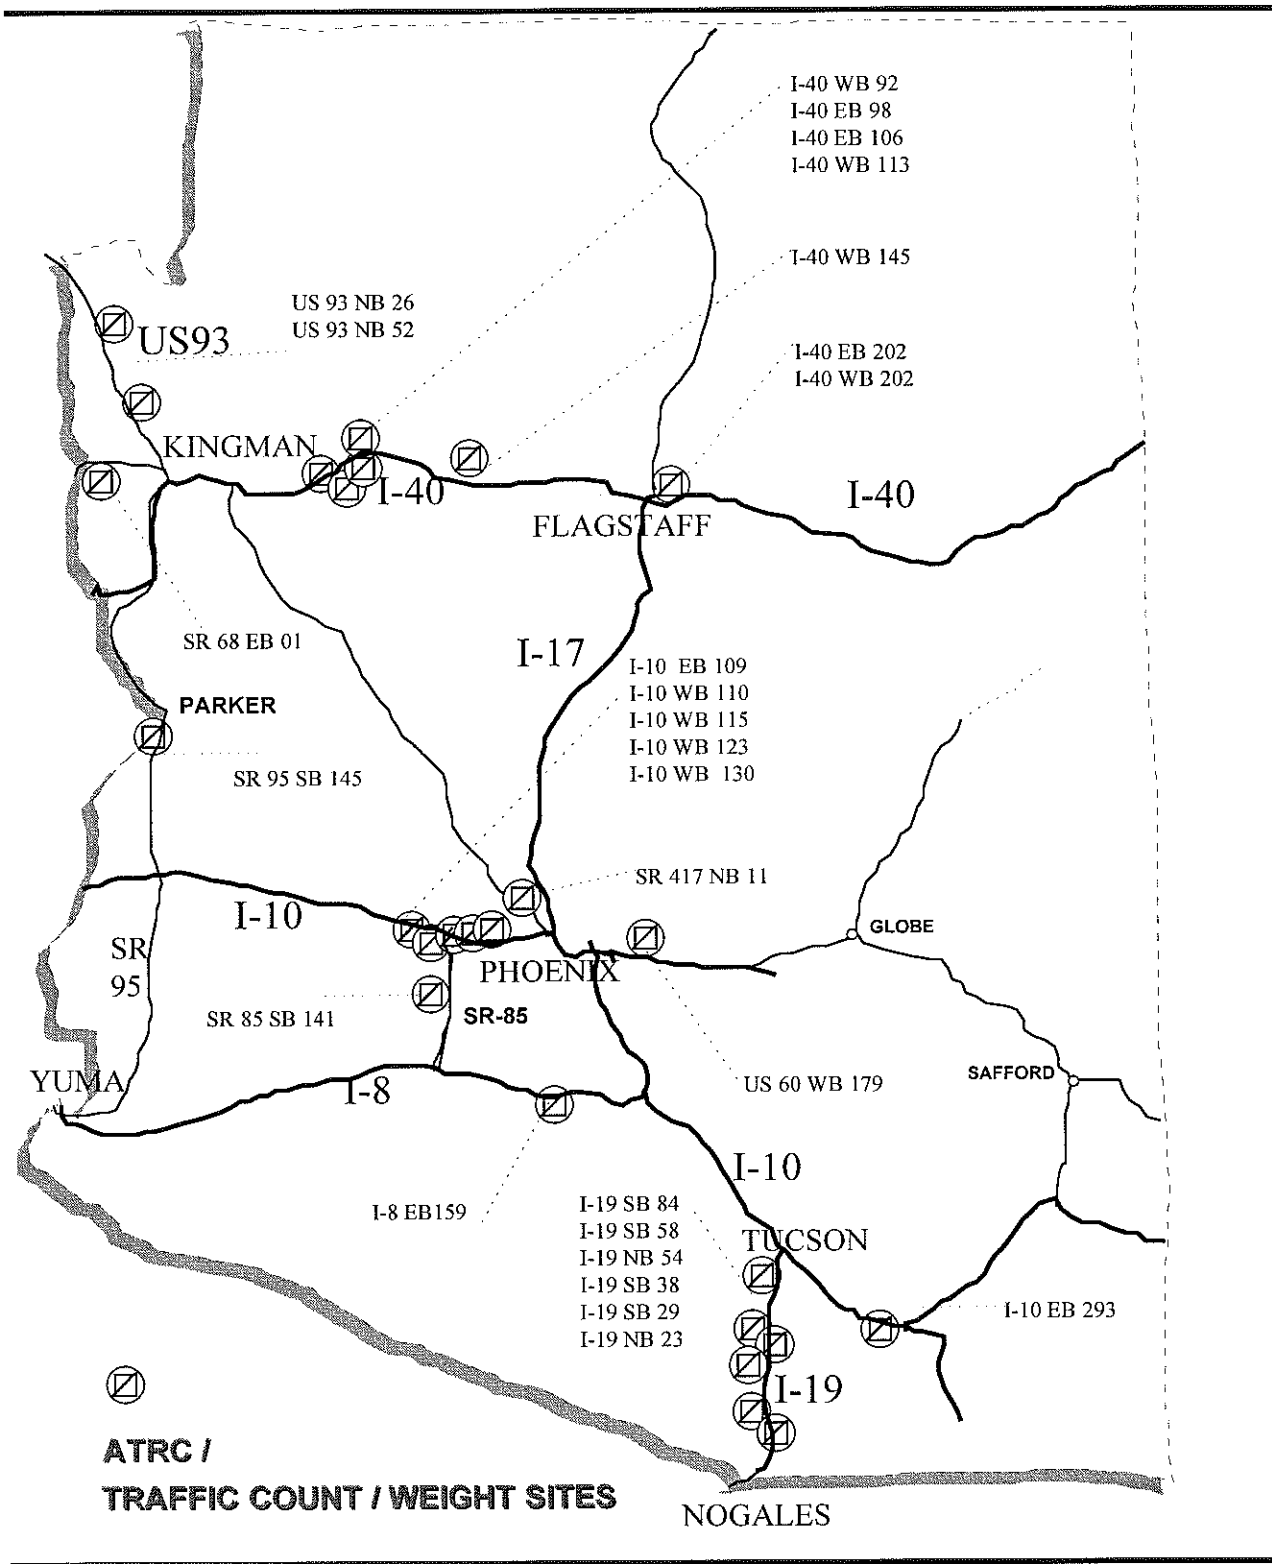 I-40 WB 92
I-40 EB 98
I-40 EB 106
I-40 WB 113
I-40 WB 145
US 93 NB 26
US 93 NB 52
US93
I-40 EB 202
I-40 WB 202
KINGMAN
I-40
I-40
FLAGSTAFF
SR 68 EB 01
I-17
I-10 EB 109
I-10 WB 110
I-10 WB 115
I-10 WB 123
I-10 WB 130
PARKER
SR 95 SB 145
SR 417 NB 11
I-10
GLOBE
SR
95
PHOENIX
SR 85 SB 141
SR-85
SAFFORD
YUMA
I-8
US 60 WB 179
I-10
I-8 EB159
I-19 SB 84
I-19 SB 58
I-19 NB 54
I-19 SB 38
I-19 SB 29
I-19 NB 23
TUCSON
I-10 EB 293
I-19
ATRC /
TRAFFIC COUNT / WEIGHT SITES
NOGALES